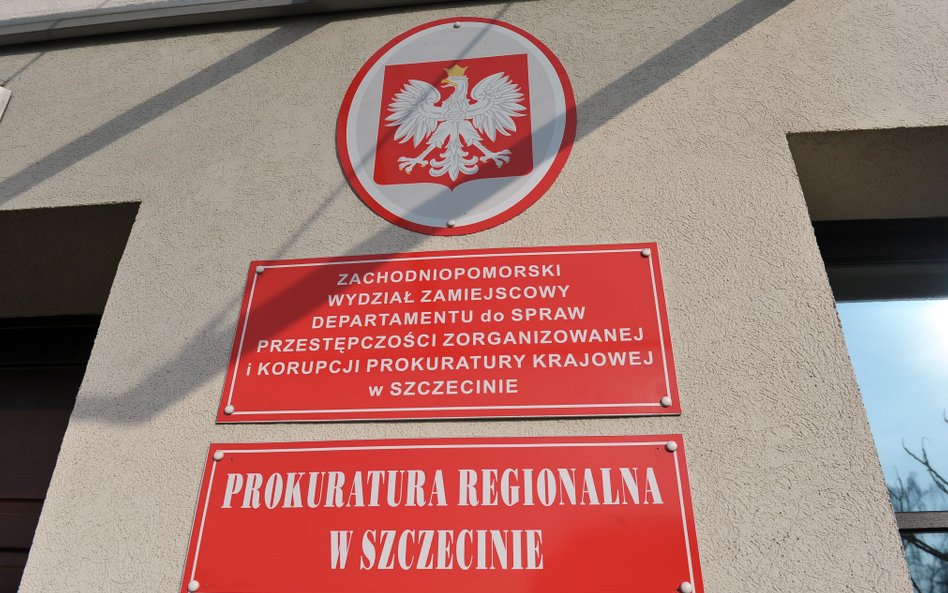 ZACHODNIOPOMORSKI
WYDZIAŁ ZAMIEJSCOWY
DEPARTAMENTU do SPRAW
PRZESTĘPCZOŚCI ZORGANIZOWANEJ
i KORUPCJI PROKURATURY KRAJOWEJ
w SZCZECINIE
PROKURATURA REGIONALNA
W SZCZECINIE